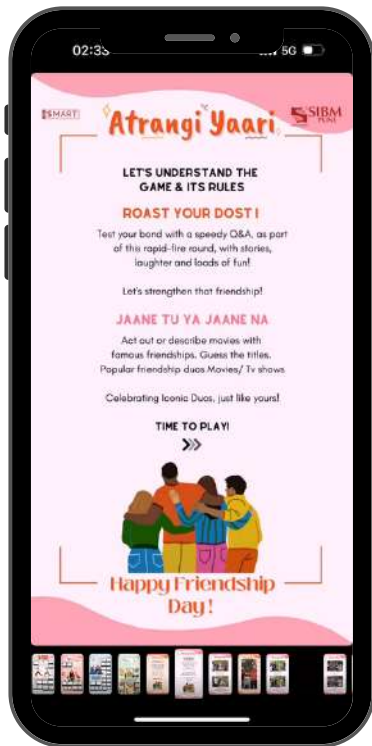 02:33
5G
ISMART
Atrangi Yaari
SIBM
PUNE
LET'S UNDERSTAND THE
GAME & ITS RULES
ROAST YOUR DOST !
Test your bond with a speedy Q&A, as part
of this rapid-fire round, with stories,
laughter and loads of fun!
Let's strengthen that friendship!
JAANE TU YA JAANE NA
Act out or describe movies with
famous friendships. Guess the titles.
Popular friendship duos Movies/ Tv shows
Celebrating Iconic Duos, just like yours!
TIME TO PLAY!
Happy Friendship
Day !